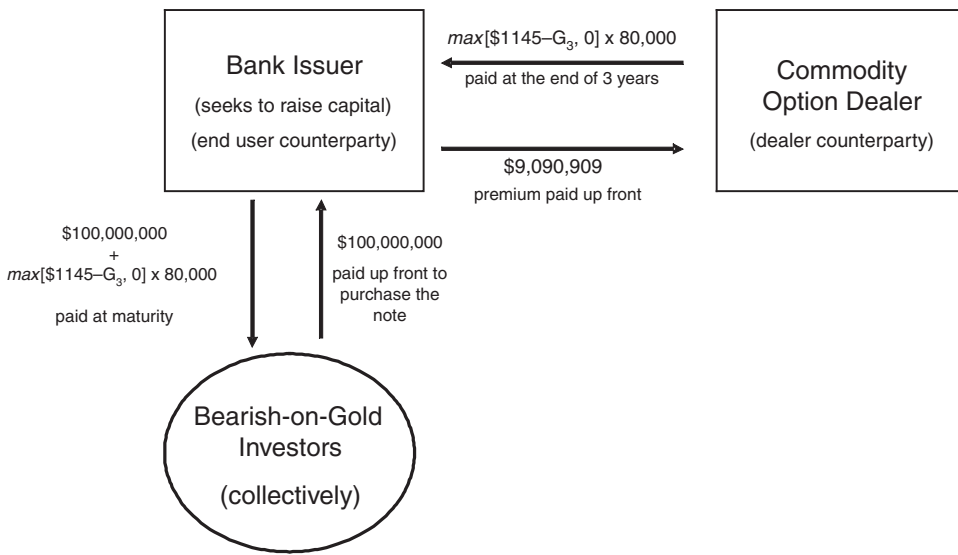 Bank Issuer
(seeks to raise capital)
(end user counterparty)
max[$1145–G3, 0] x 80,000
paid at the end of 3 years
$9,090,909
premium paid up front
Commodity
Option Dealer
(dealer counterparty)
$100,000,000
+
max[$1145–G3, 0] x 80,000
paid at maturity
$100,000,000
paid up front to
purchase the
note
Bearish-on-Gold
Investors
(collectively)